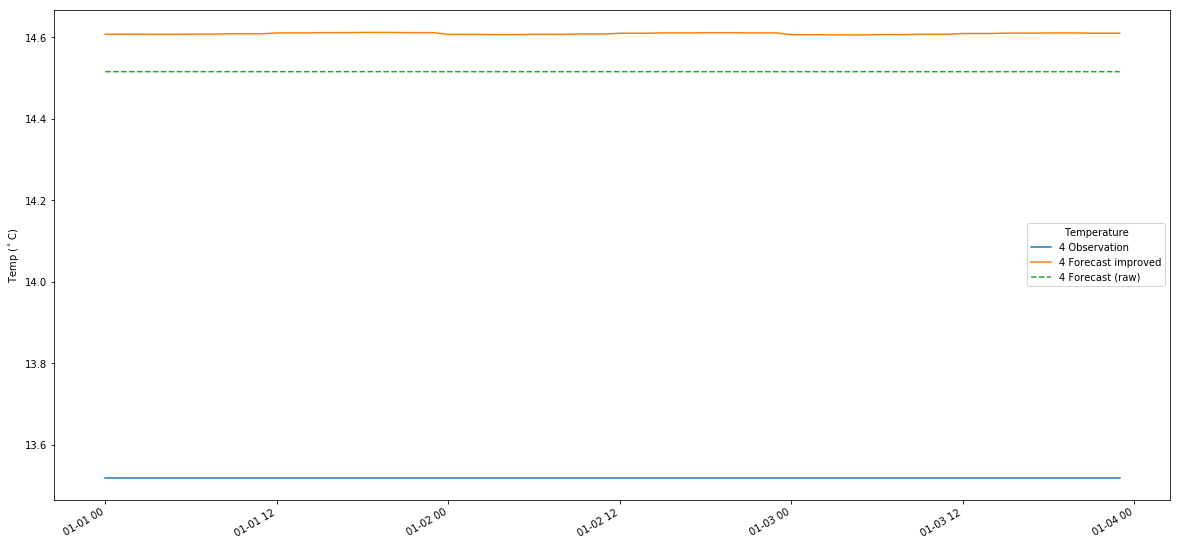 14.6
14.4
14.2
14.0
13.8
13.6
Temp (°C)
01-01 00
01-01 12
01-02 00
01-02 12
01-03 00
01-03 12
01-04 00
Temperature
4 Observation
4 Forecast improved
4 Forecast (raw)